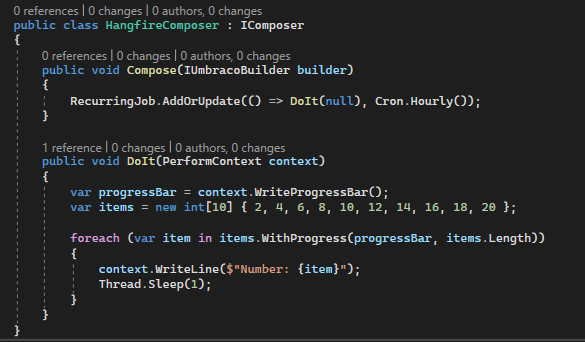 0 references | 0 changes | 0 authors, 0 changes
public class HangfireComposer : IComposer
{
0 references | 0 changes | 0 authors, 0 changes
public void Compose(IUmbracoBuilder builder)
{
RecurringJob.AddOrUpdate(() => DoIt(null), Cron.Hourly());
}
1 reference | 0 changes | 0 authors, 0 changes
public void DoIt(PerformContext context)
{
var progressBar = context.WriteProgressBar();
var items = new int[10] { 2, 4, 6, 8, 10, 12, 14, 16, 18, 20 };
foreach (var item in items.WithProgress(progressBar, items.Length))
{
context.WriteLine($"Number: {item}");
Thread.Sleep(1);
}
}
}